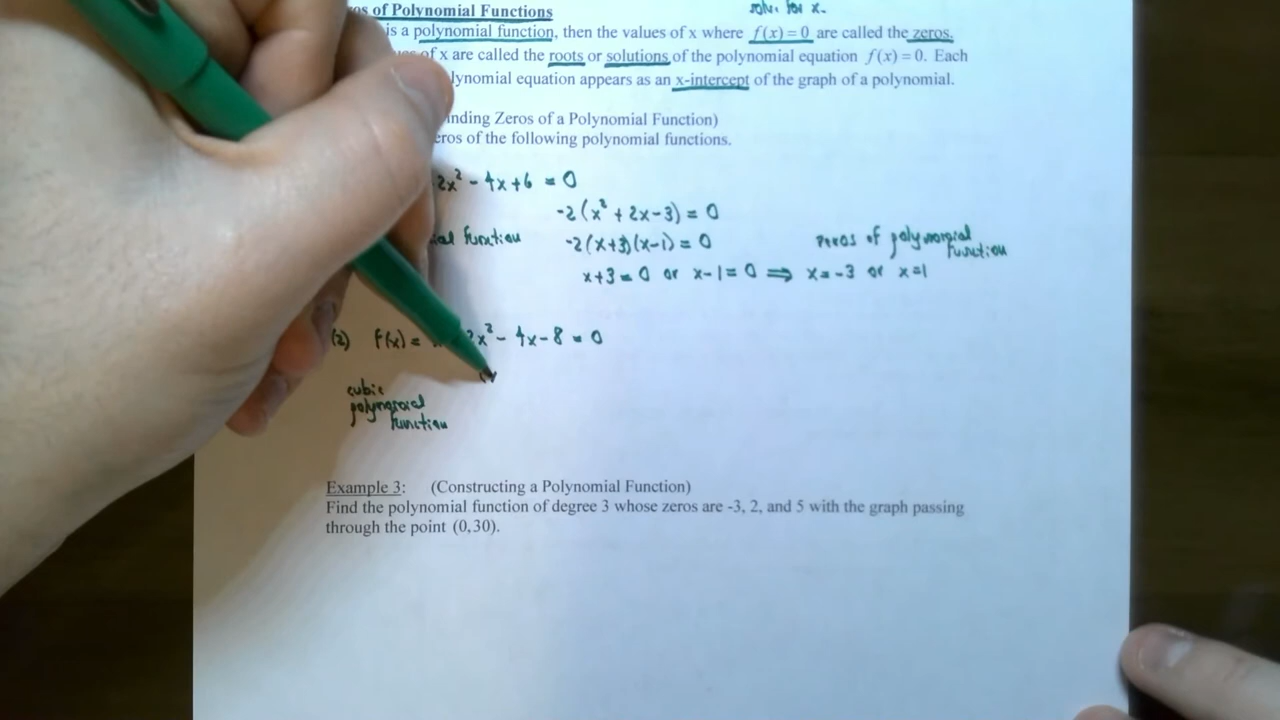 os of Polynomial Functions
solve for x.
is a polynomial function, then the values of x where f(x) = 0 are called the zeros.
of x are called the roots or solutions of the polynomial equation f(x) = 0. Each
lynomial equation appears as an x-intercept of the graph of a polynomial.
nding Zeros of a Polynomial Function)
eros of the following polynomial functions.
2x² - 4x + 6 = 0
-2(x² + 2x - 3) = 0
ial function
-2(x+3)(x-1) = 0
zeros of polynomial function
x+3 = 0 or x-1 = 0 ⟹ x = -3 or x = 1
(2) f(x) = 2x² - 4x - 8 = 0
cubic
polynomial
function
Example 3: (Constructing a Polynomial Function)
Find the polynomial function of degree 3 whose zeros are -3, 2, and 5 with the graph passing
through the point (0,30).